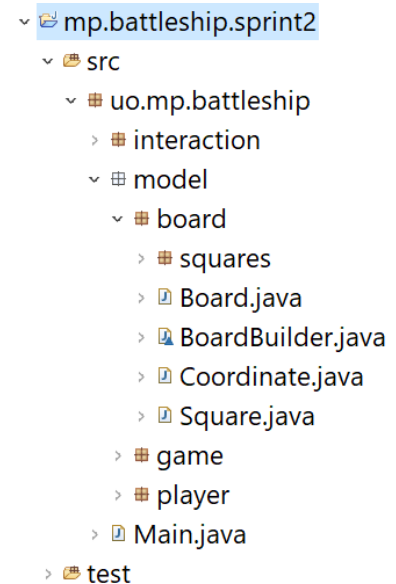 mp.battleship.sprint2
src
uo.mp.battleship
interaction
model
board
squares
Board.java
BoardBuilder.java
Coordinate.java
Square.java
game
player
Main.java
test